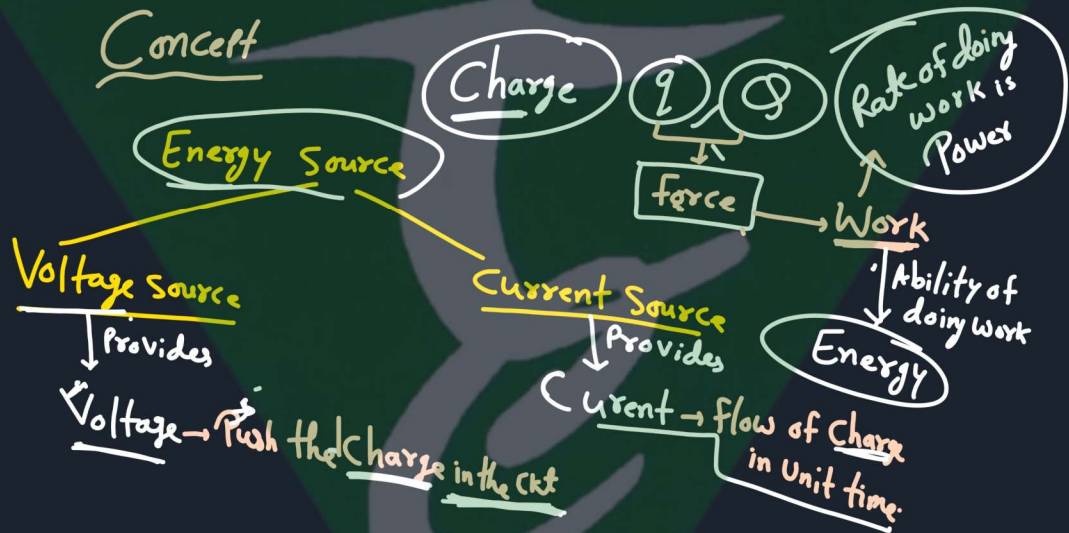 Concept
Charge
q
Q
Rate of doing
work is
Power
Energy Source
force
Work
Voltage Source
Current Source
Ability of
doing work
Provides
Provides
Energy
Voltage → Push the Charge in the Ckt
Curent → flow of Charge
in Unit time.